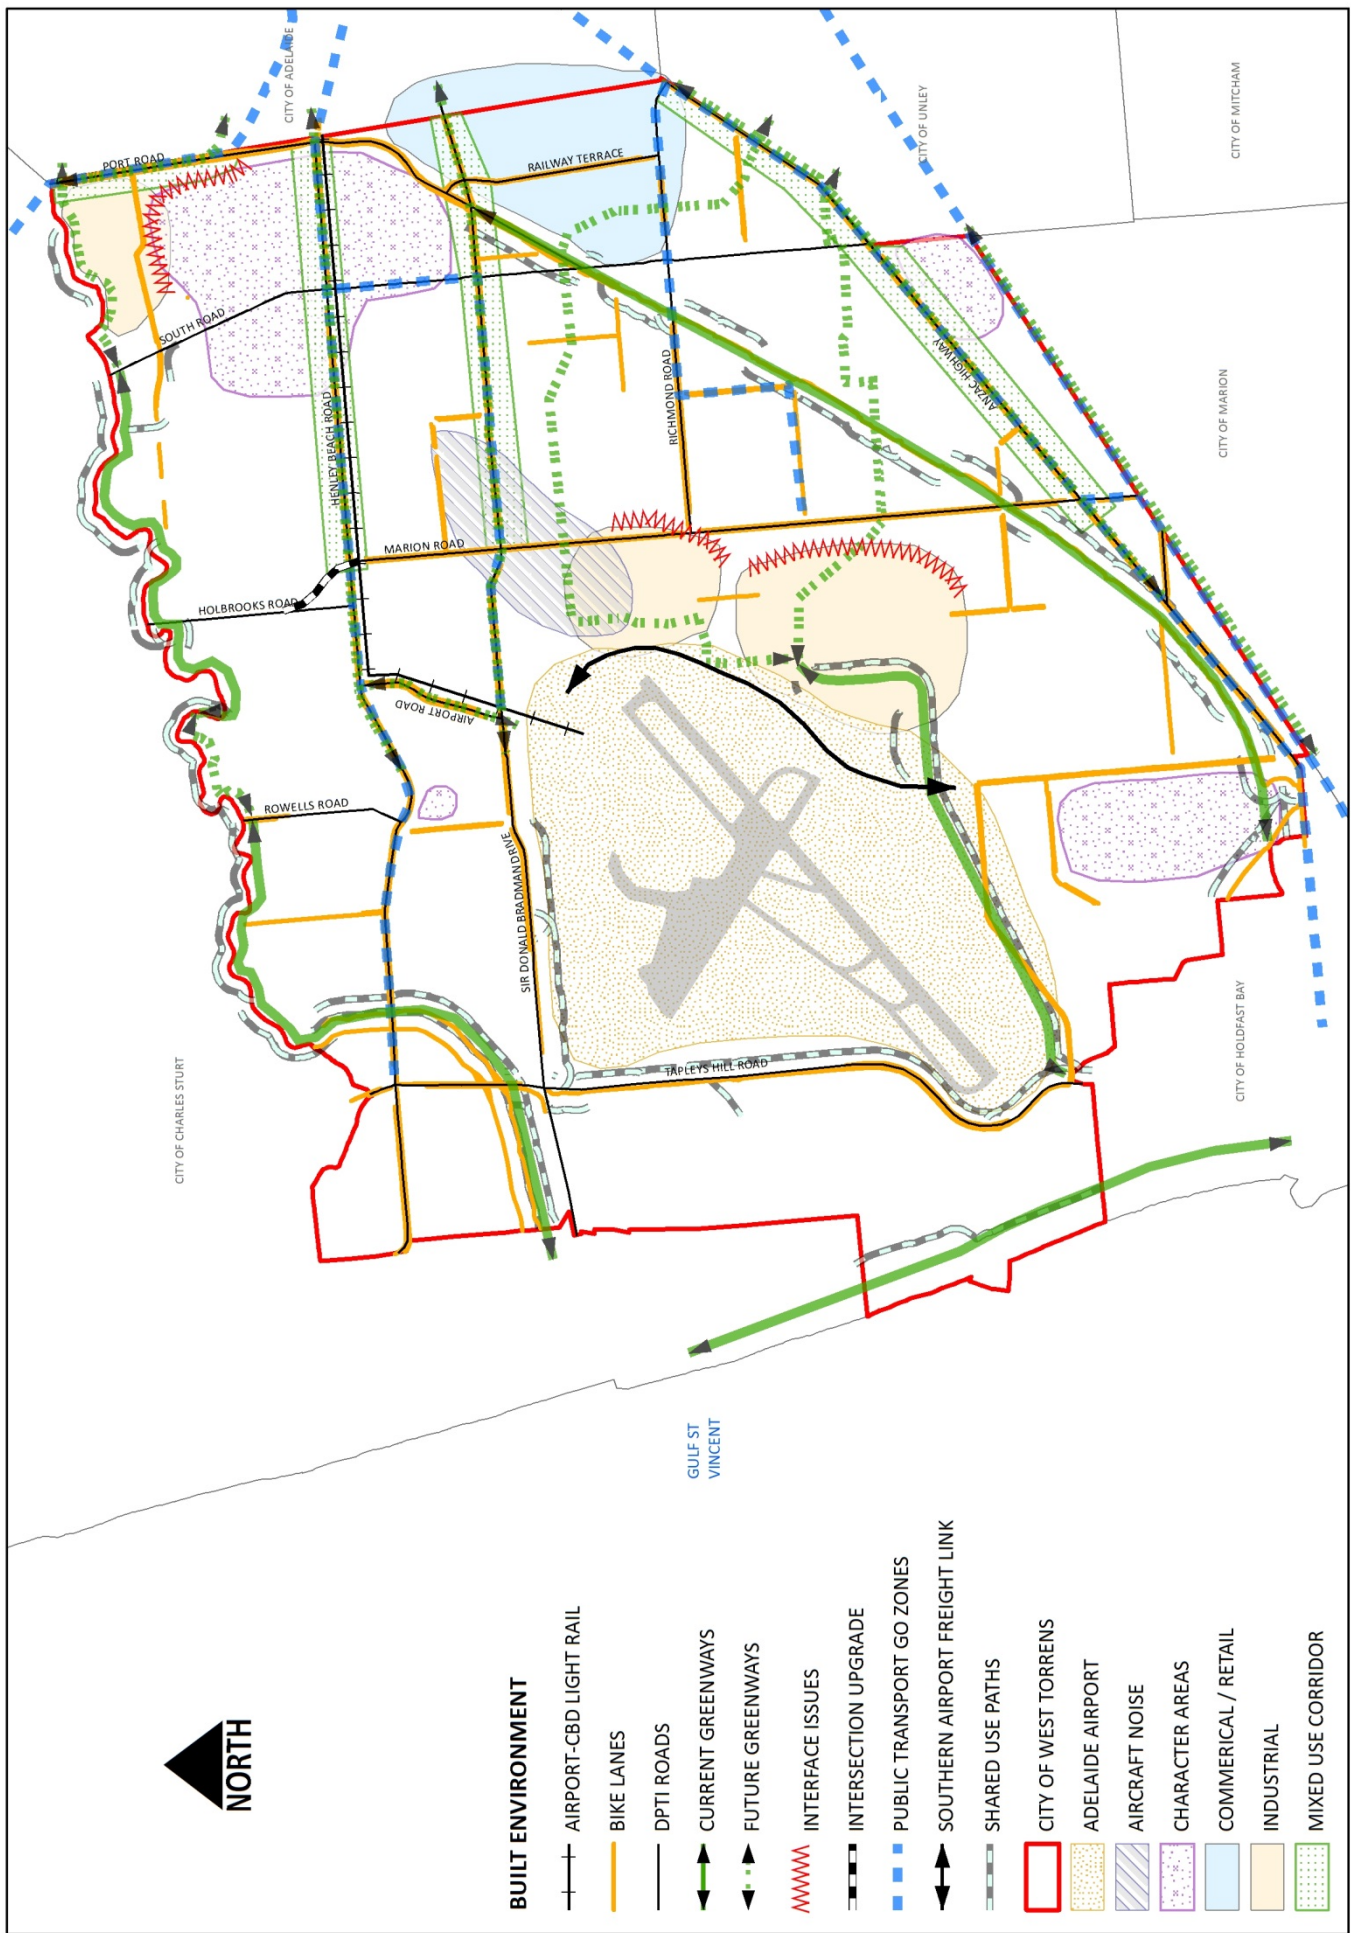 CITY OF ADELAIDE
PORT ROAD
RAILWAY TERRACE
CITY OF UNLEY
CITY OF MITCHAM
SOUTH ROAD
HENLEY BEACH ROAD
RICHMOND ROAD
ANZAC HIGHWAY
CITY OF MARION
MARION ROAD
HOLBROOKS ROAD
AIRPORT ROAD
ROWELLS ROAD
SIR DONALD BRADMAN DRIVE
TAPLEYS HILL ROAD
CITY OF CHARLES STURT
CITY OF HOLDFAST BAY
GULF ST
VINCENT
NORTH
BUILT ENVIRONMENT
AIRPORT-CBD LIGHT RAIL
BIKE LANES
DPTI ROADS
CURRENT GREENWAYS
FUTURE GREENWAYS
INTERFACE ISSUES
INTERSECTION UPGRADE
PUBLIC TRANSPORT GO ZONES
SOUTHERN AIRPORT FREIGHT LINK
SHARED USE PATHS
CITY OF WEST TORRENS
ADELAIDE AIRPORT
AIRCRAFT NOISE
CHARACTER AREAS
COMMERICAL / RETAIL
INDUSTRIAL
MIXED USE CORRIDOR